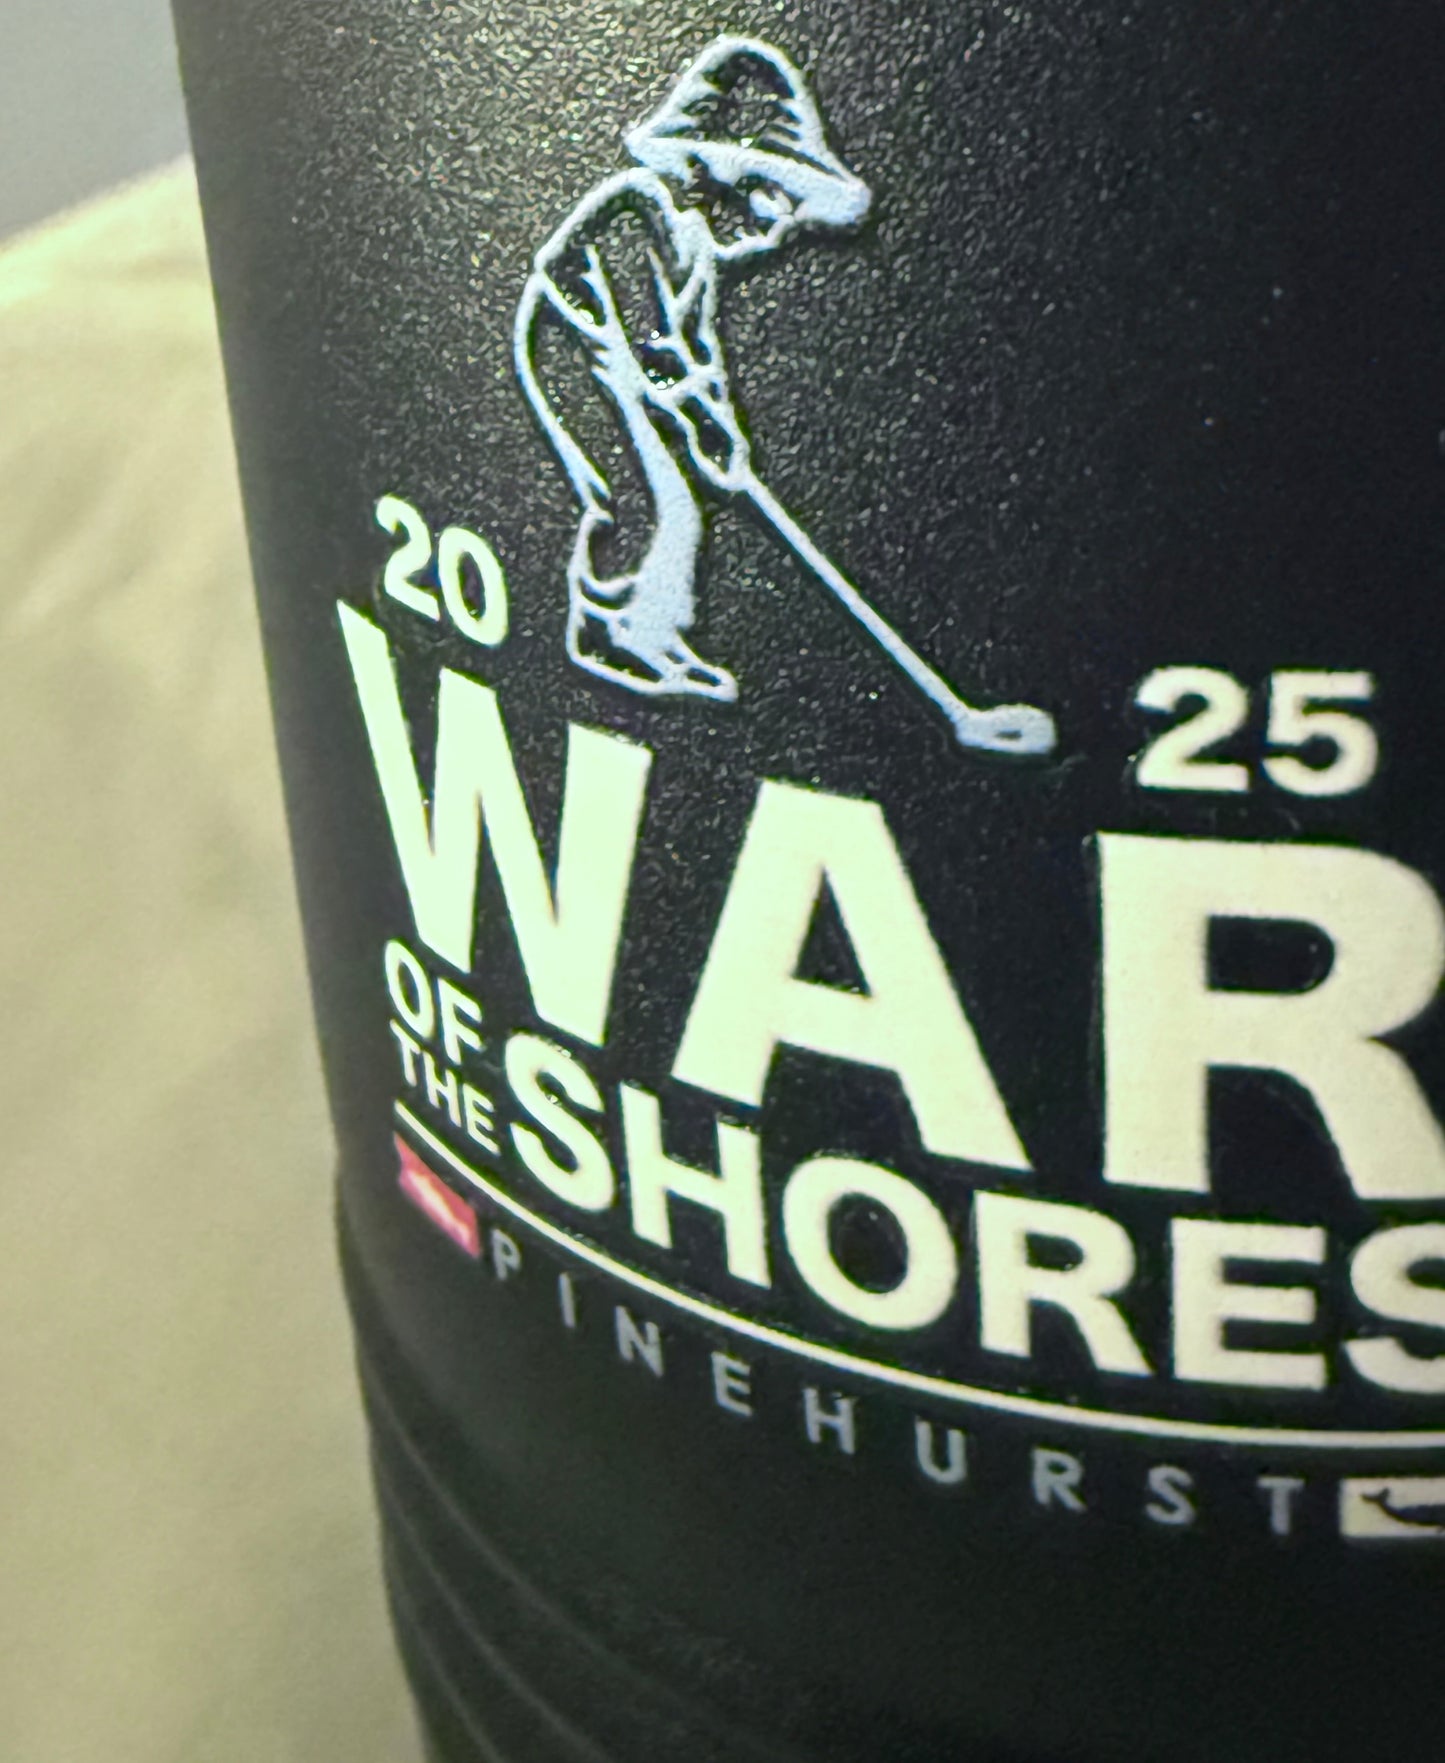 20 25
WAR
OF THE SHORES
PINEHURST